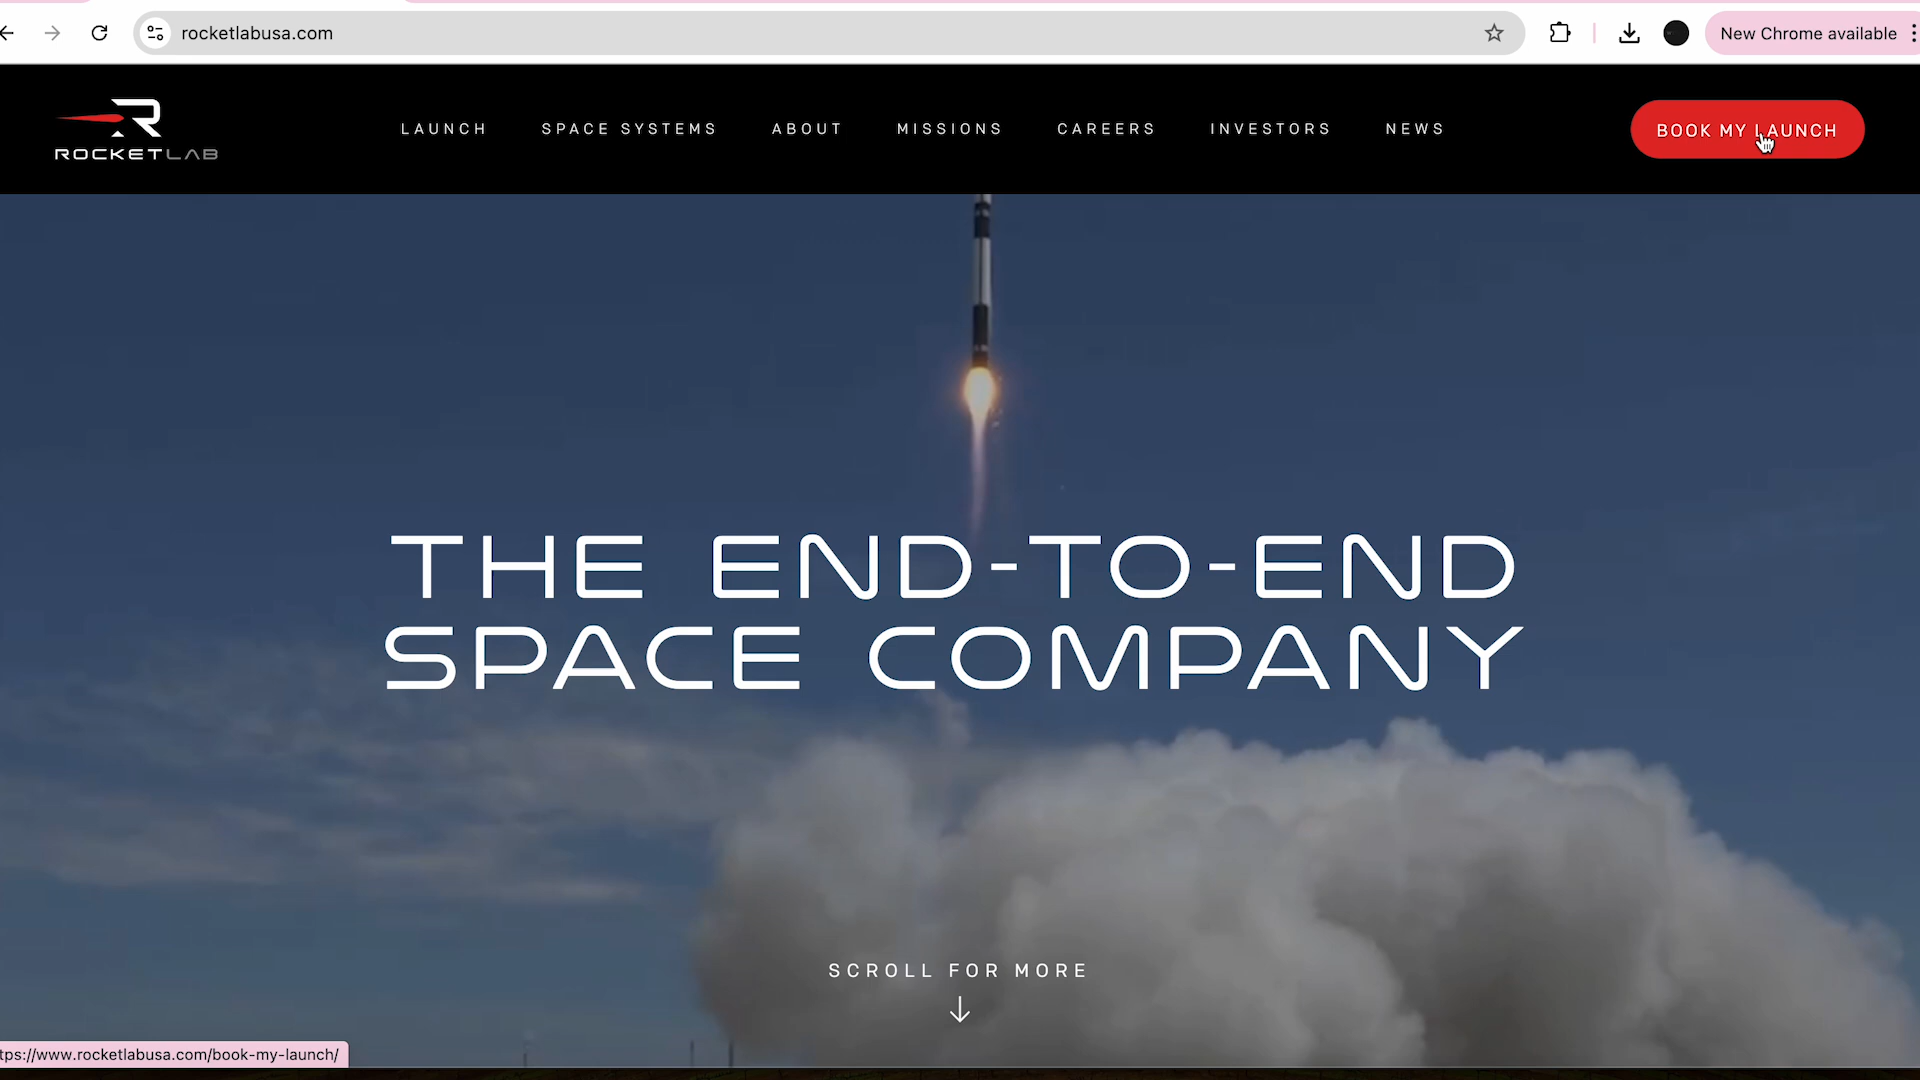 rocketlabusa.com
New Chrome available
ROCKETLAB
LAUNCH
SPACE SYSTEMS
ABOUT
MISSIONS
CAREERS
INVESTORS
NEWS
BOOK MY LAUNCH
THE END-TO-END
SPACE COMPANY
SCROLL FOR MORE
tps://www.rocketlabusa.com/book-my-launch/